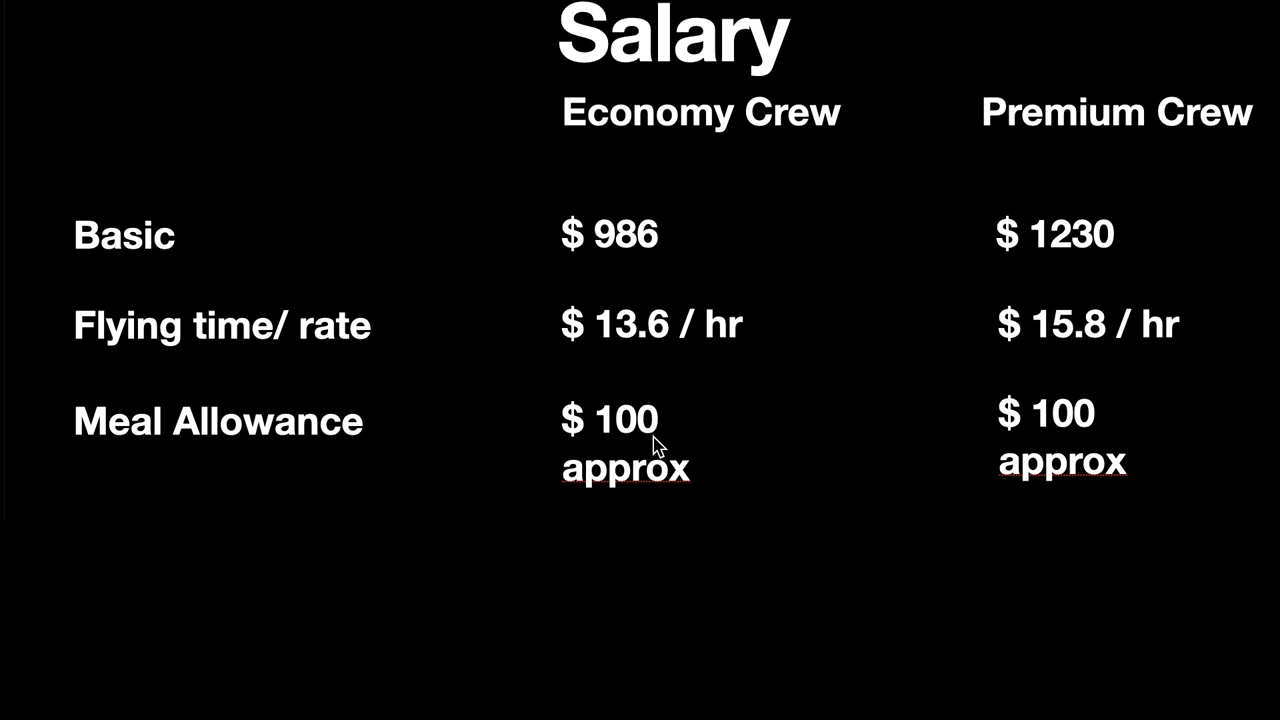 Salary
Economy Crew
Premium Crew
Basic
$ 986
$ 1230
Flying time/ rate
$ 13.6 / hr
$ 15.8 / hr
Meal Allowance
$ 100
approx
$ 100
approx